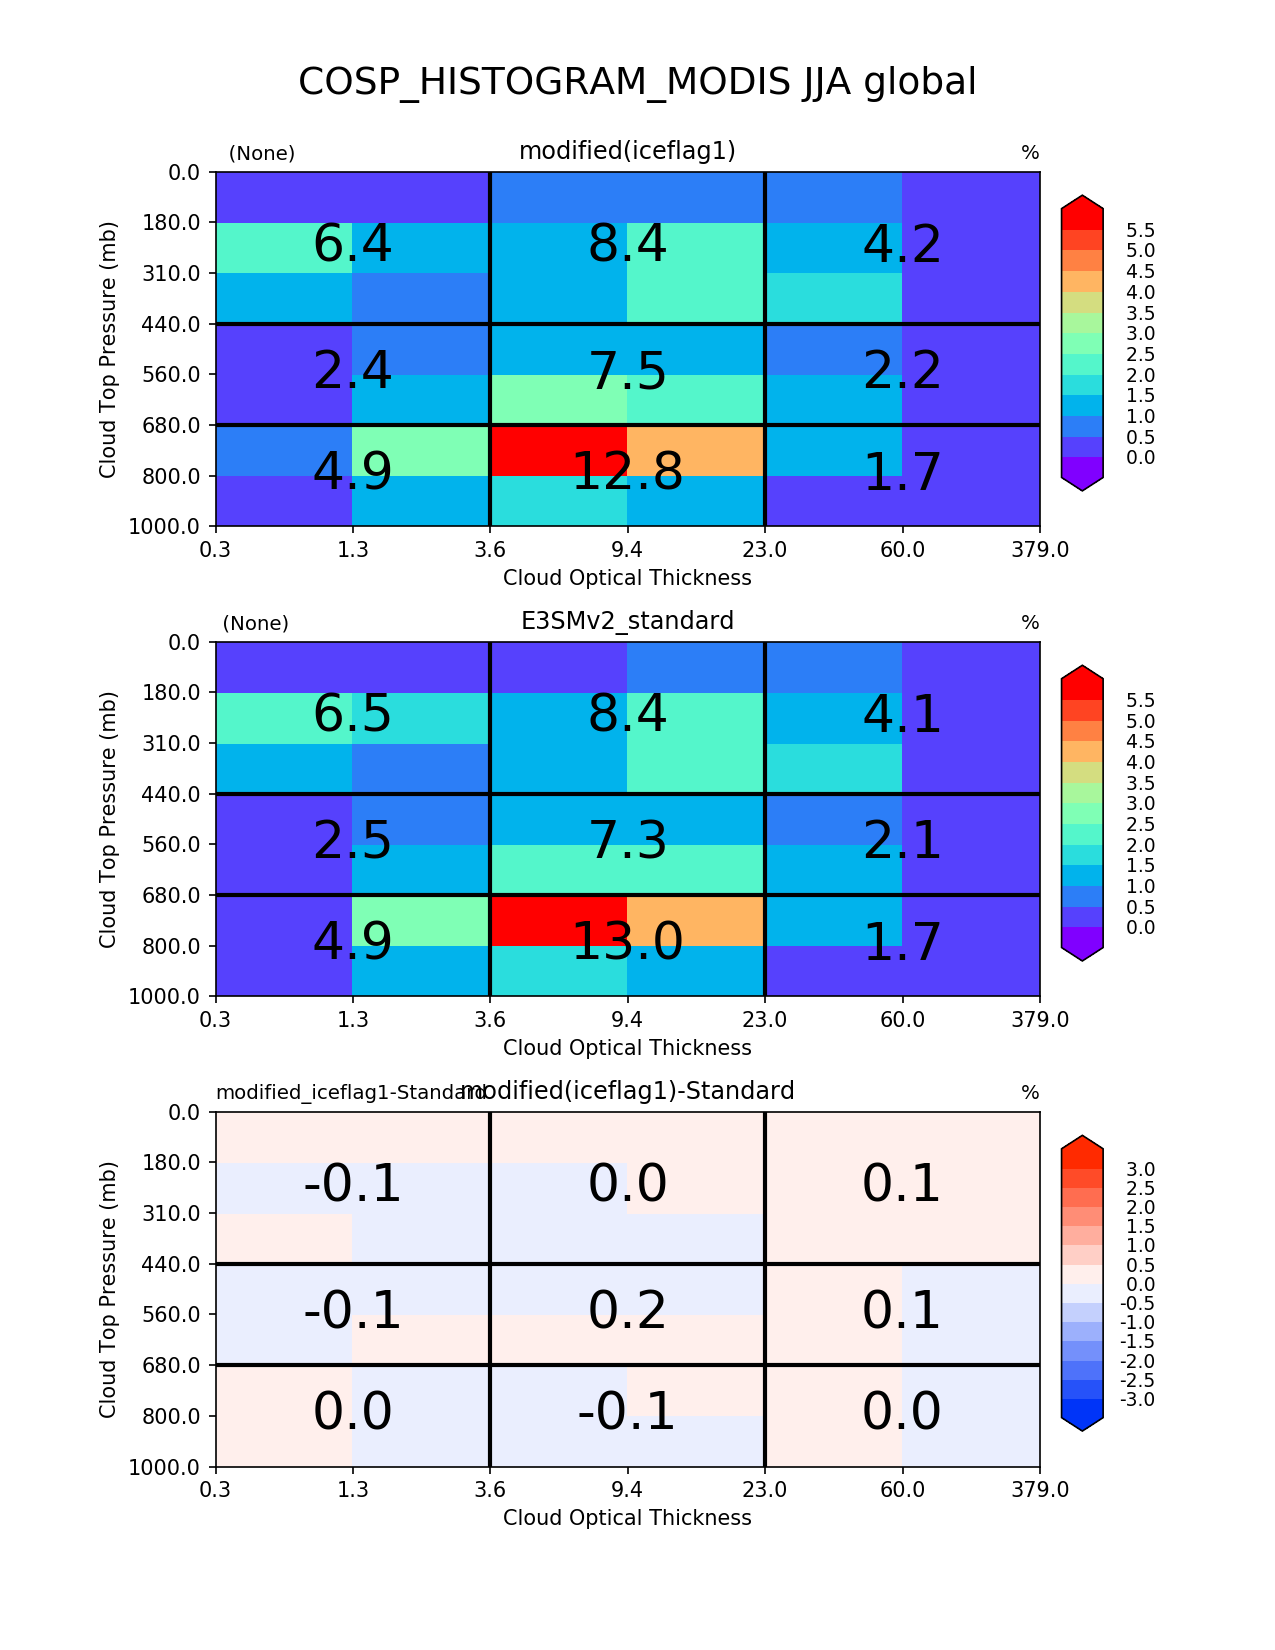 COSP_HISTOGRAM_MODIS JJA global
(None) modified(iceflag1) %
0.0
180.0
310.0
440.0
560.0
680.0
800.0
1000.0
Cloud Top Pressure (mb)
6.4 8.4 4.2
2.4 7.5 2.2
4.9 12.8 1.7
0.3 1.3 3.6 9.4 23.0 60.0 379.0
Cloud Optical Thickness
5.5
5.0
4.5
4.0
3.5
3.0
2.5
2.0
1.5
1.0
0.5
0.0
(None) E3SMv2_standard %
0.0
180.0
310.0
440.0
560.0
680.0
800.0
1000.0
Cloud Top Pressure (mb)
6.5 8.4 4.1
2.5 7.3 2.1
4.9 13.0 1.7
0.3 1.3 3.6 9.4 23.0 60.0 379.0
Cloud Optical Thickness
5.5
5.0
4.5
4.0
3.5
3.0
2.5
2.0
1.5
1.0
0.5
0.0
modified_iceflag1-Standard modified(iceflag1)-Standard %
0.0
180.0
310.0
440.0
560.0
680.0
800.0
1000.0
Cloud Top Pressure (mb)
-0.1 0.0 0.1
-0.1 0.2 0.1
0.0 -0.1 0.0
0.3 1.3 3.6 9.4 23.0 60.0 379.0
Cloud Optical Thickness
3.0
2.5
2.0
1.5
1.0
0.5
0.0
-0.5
-1.0
-1.5
-2.0
-2.5
-3.0